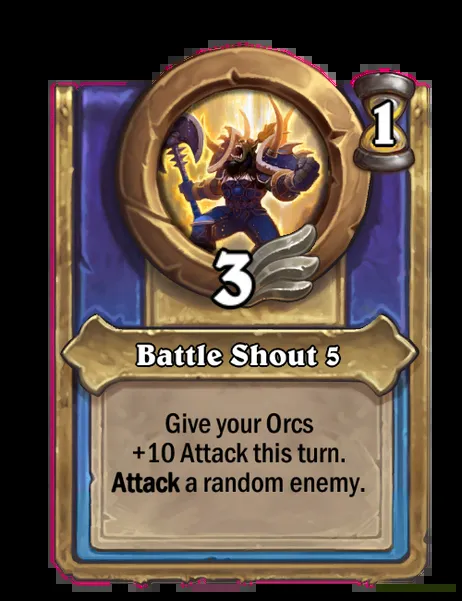 1
3
Battle Shout 5
Give your Orcs
+10 Attack this turn.
Attack a random enemy.